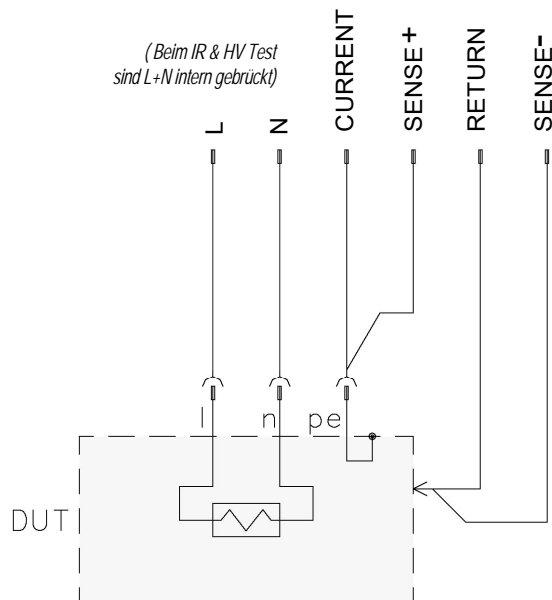 ( Beim IR & HV Test
sind L+N intern gebrückt)
L
N
CURRENT
SENSE+
RETURN
SENSE-
l
n
pe
DUT